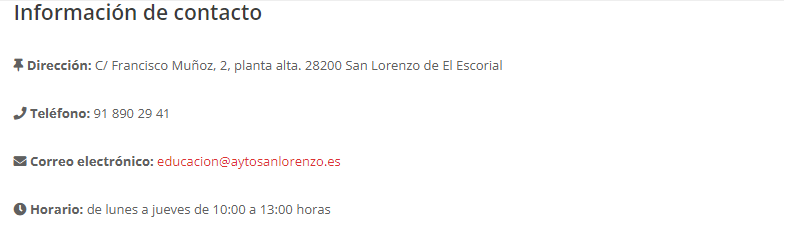 Información de contacto
Dirección: C/ Francisco Muñoz, 2, planta alta. 28200 San Lorenzo de El Escorial
Teléfono: 91 890 29 41
Correo electrónico: educacion@aytosanlorenzo.es
Horario: de lunes a jueves de 10:00 a 13:00 horas